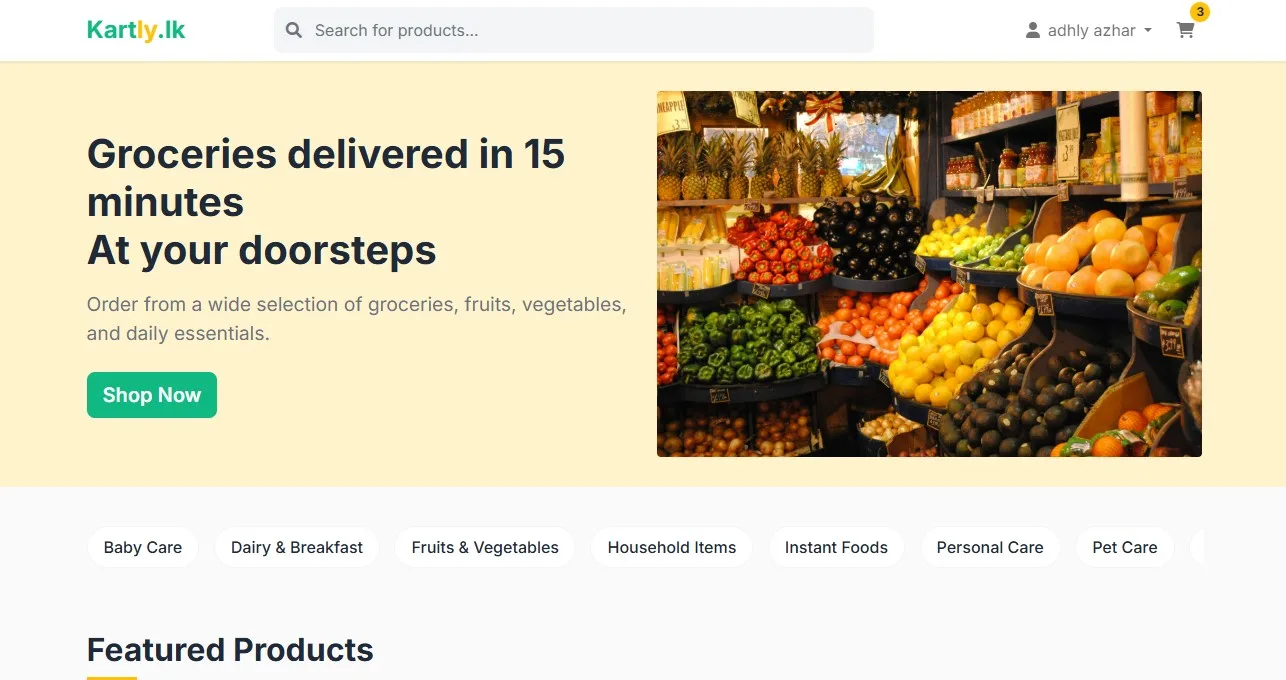 Kartly.lk
Search for products...
adhly azhar
3
Groceries delivered in 15
minutes
At your doorsteps
Order from a wide selection of groceries, fruits, vegetables,
and daily essentials.
Shop Now
Baby Care
Dairy & Breakfast
Fruits & Vegetables
Household Items
Instant Foods
Personal Care
Pet Care
Featured Products